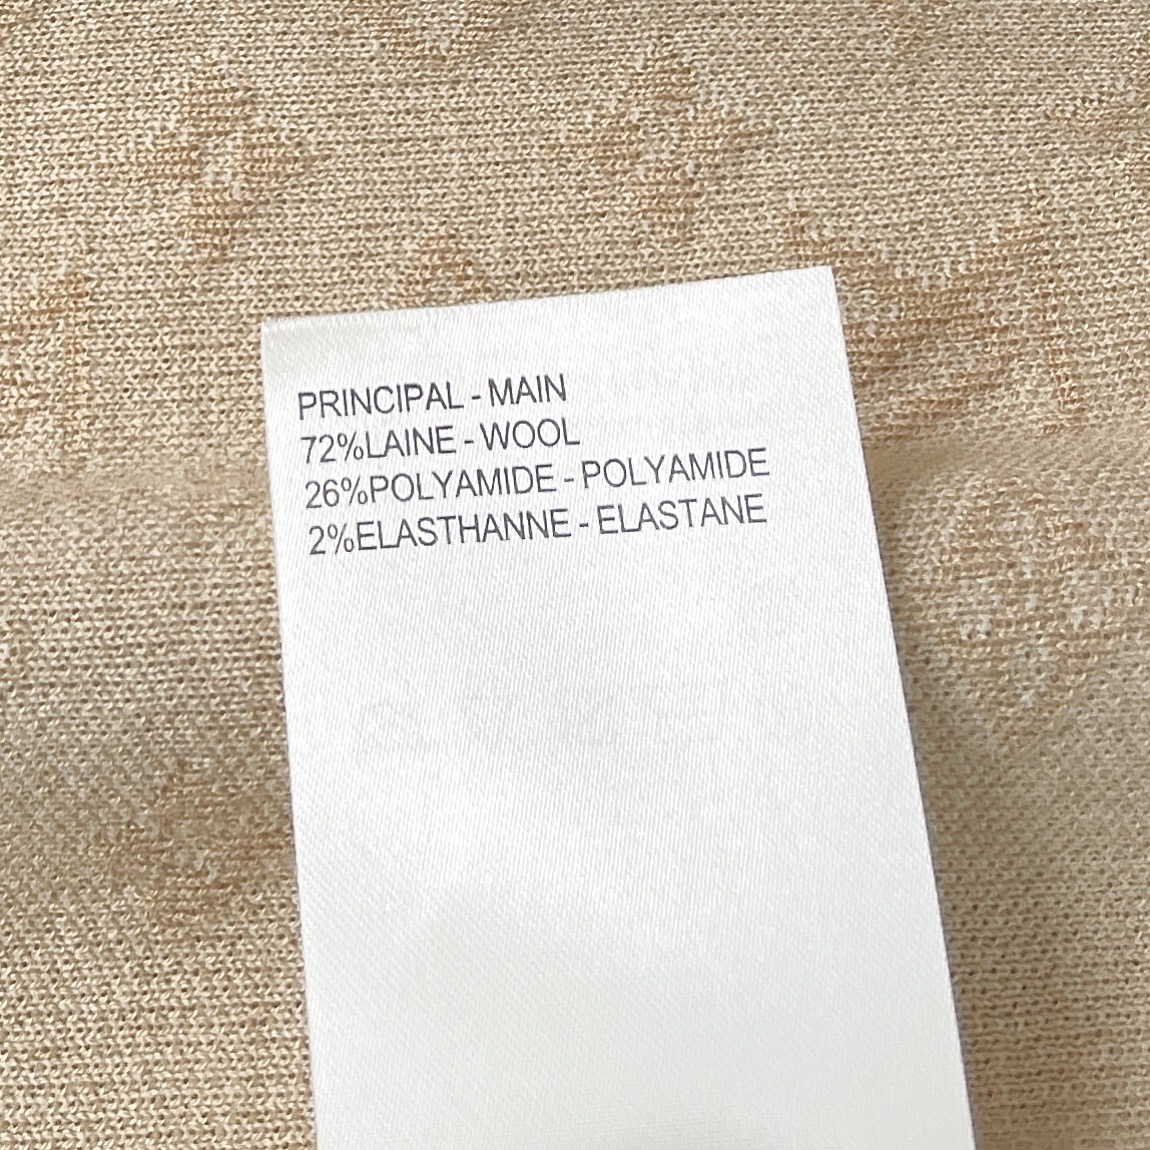 PRINCIPAL - MAIN
72%LAINE - WOOL
26%POLYAMIDE - POLYAMIDE
2%ELASTHANNE - ELASTANE